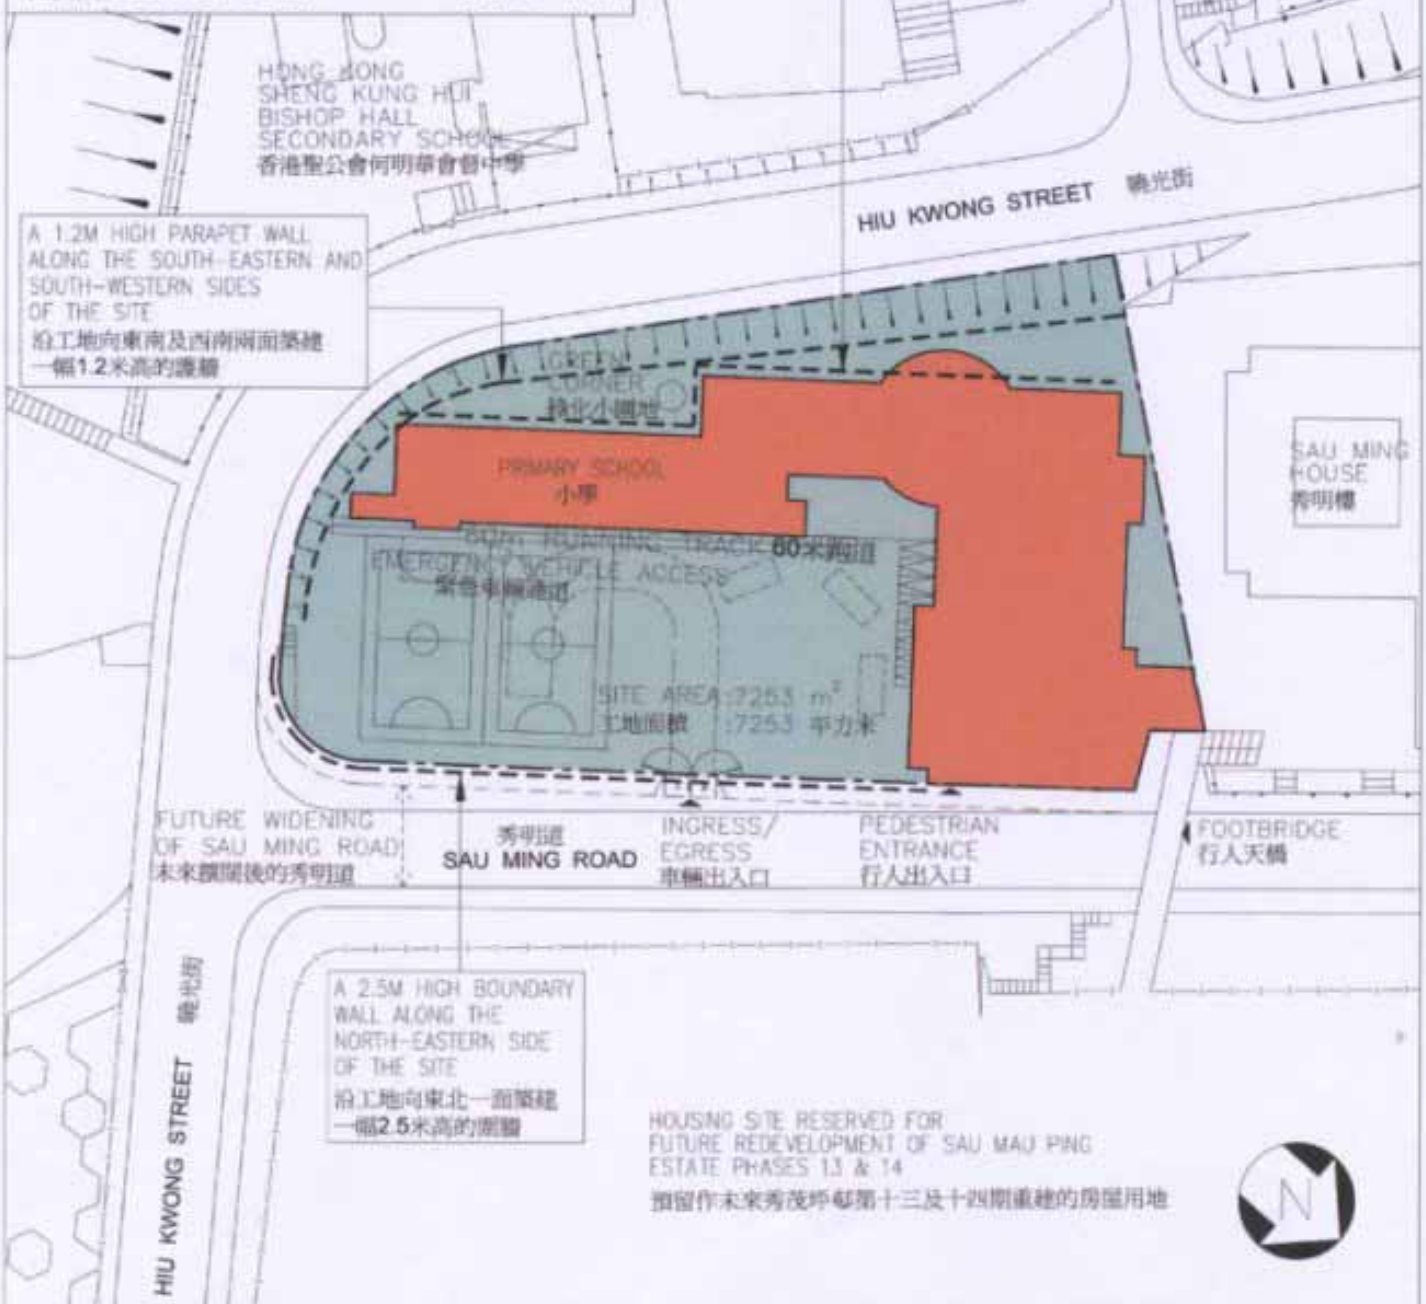 HONG KONG
SHENG KUNG HUI
BISHOP HALL
SECONDARY SCHOOL
香港聖公會何明華會督中學
HIU KWONG STREET 曉光街
A 1.2M HIGH PARAPET WALL
ALONG THE SOUTH-EASTERN AND
SOUTH-WESTERN SIDES
OF THE SITE
沿工地向東南及西南兩面築建
一幅1.2米高的護牆
GREEN
CORNER
綠化小園地
PRIMARY SCHOOL
小學
SAU MING
HOUSE
秀明樓
60m RUNNING TRACK 60米跑道
EMERGENCY VEHICLE ACCESS
緊急車輛通道
SITE AREA:7253 m²
工地面積 :7253 平方米
FUTURE WIDENING
OF SAU MING ROAD
未來擴闊後的秀明道
秀明道
SAU MING ROAD
INGRESS/
EGRESS
車輛出入口
PEDESTRIAN
ENTRANCE
行人出入口
FOOTBRIDGE
行人天橋
HIU KWONG STREET 曉光街
A 2.5M HIGH BOUNDARY
WALL ALONG THE
NORTH-EASTERN SIDE
OF THE SITE
沿工地向東北一面築建
一幅2.5米高的圍牆
HOUSING SITE RESERVED FOR
FUTURE REDEVELOPMENT OF SAU MAU PING
ESTATE PHASES 13 & 14
預留作未來秀茂坪邨第十三及十四期重建的房屋用地
N